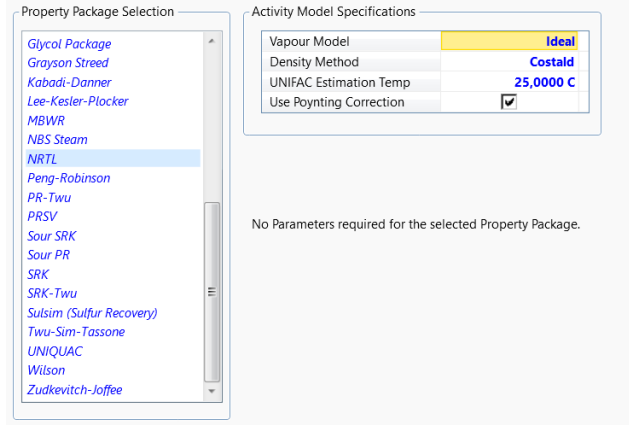 Property Package Selection
Glycol Package
Grayson Streed
Kabadi-Danner
Lee-Kesler-Plocker
MBWR
NBS Steam
NRTL
Peng-Robinson
PR-Twu
PRSV
Sour SRK
Sour PR
SRK
SRK-Twu
Sulsim (Sulfur Recovery)
Twu-Sim-Tassone
UNIQUAC
Wilson
Zudkevitch-Joffee
Activity Model Specifications
Vapour Model Ideal
Density Method Costald
UNIFAC Estimation Temp 25,0000 C
Use Poynting Correction
No Parameters required for the selected Property Package.